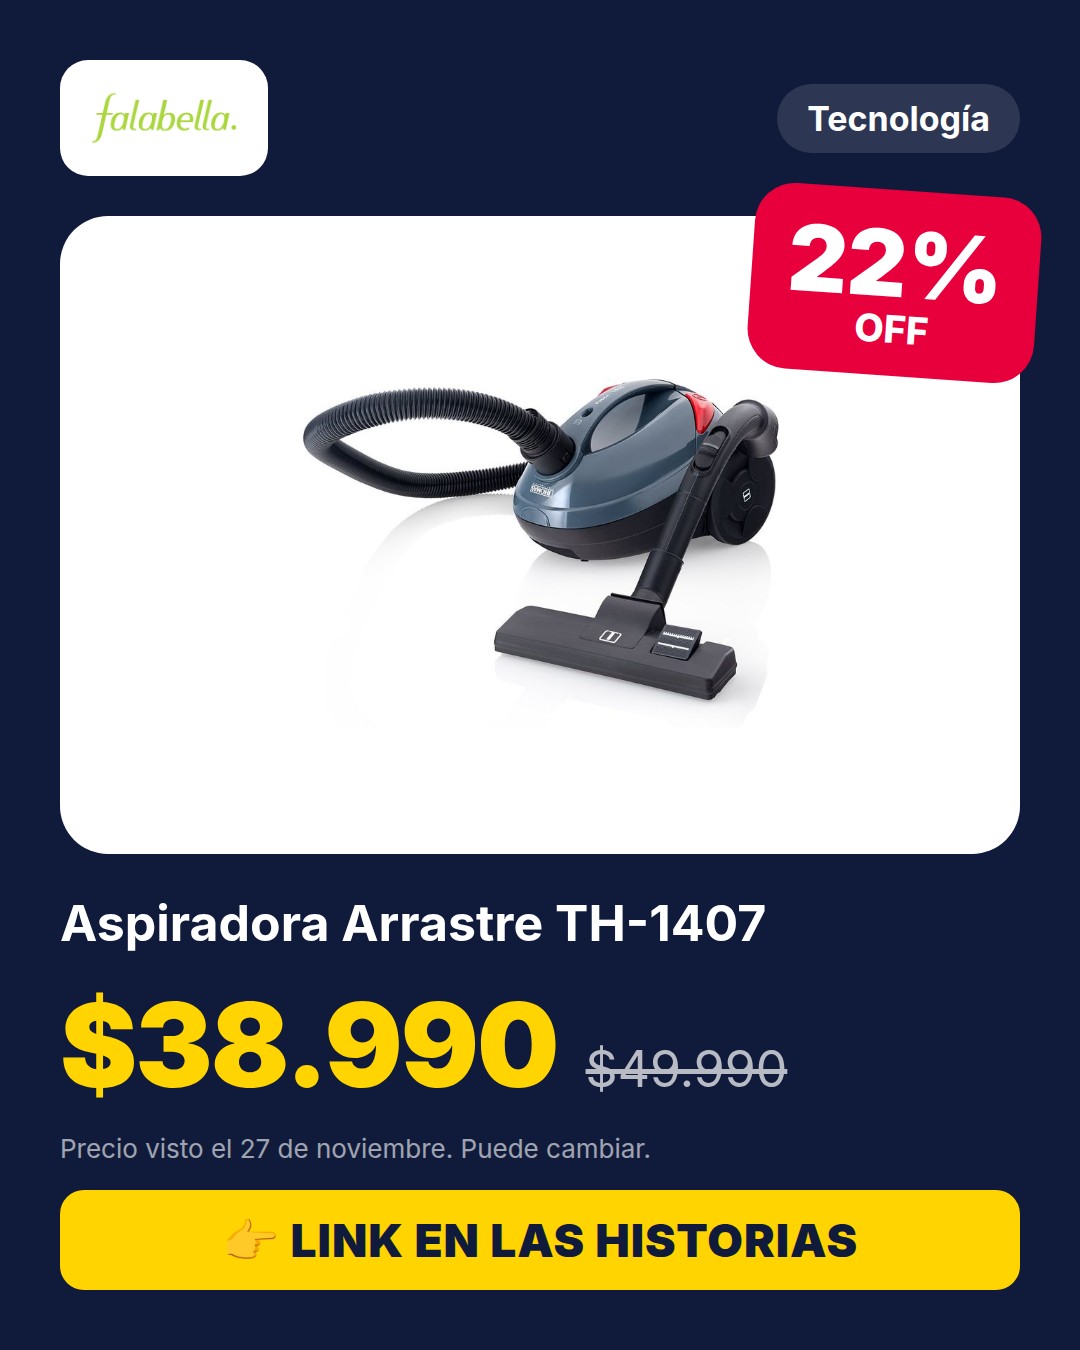 falabella.
Tecnología
22%
OFF
Aspiradora Arrastre TH-1407
$38.990 $49.990
Precio visto el 27 de noviembre. Puede cambiar.
👉 LINK EN LAS HISTORIAS